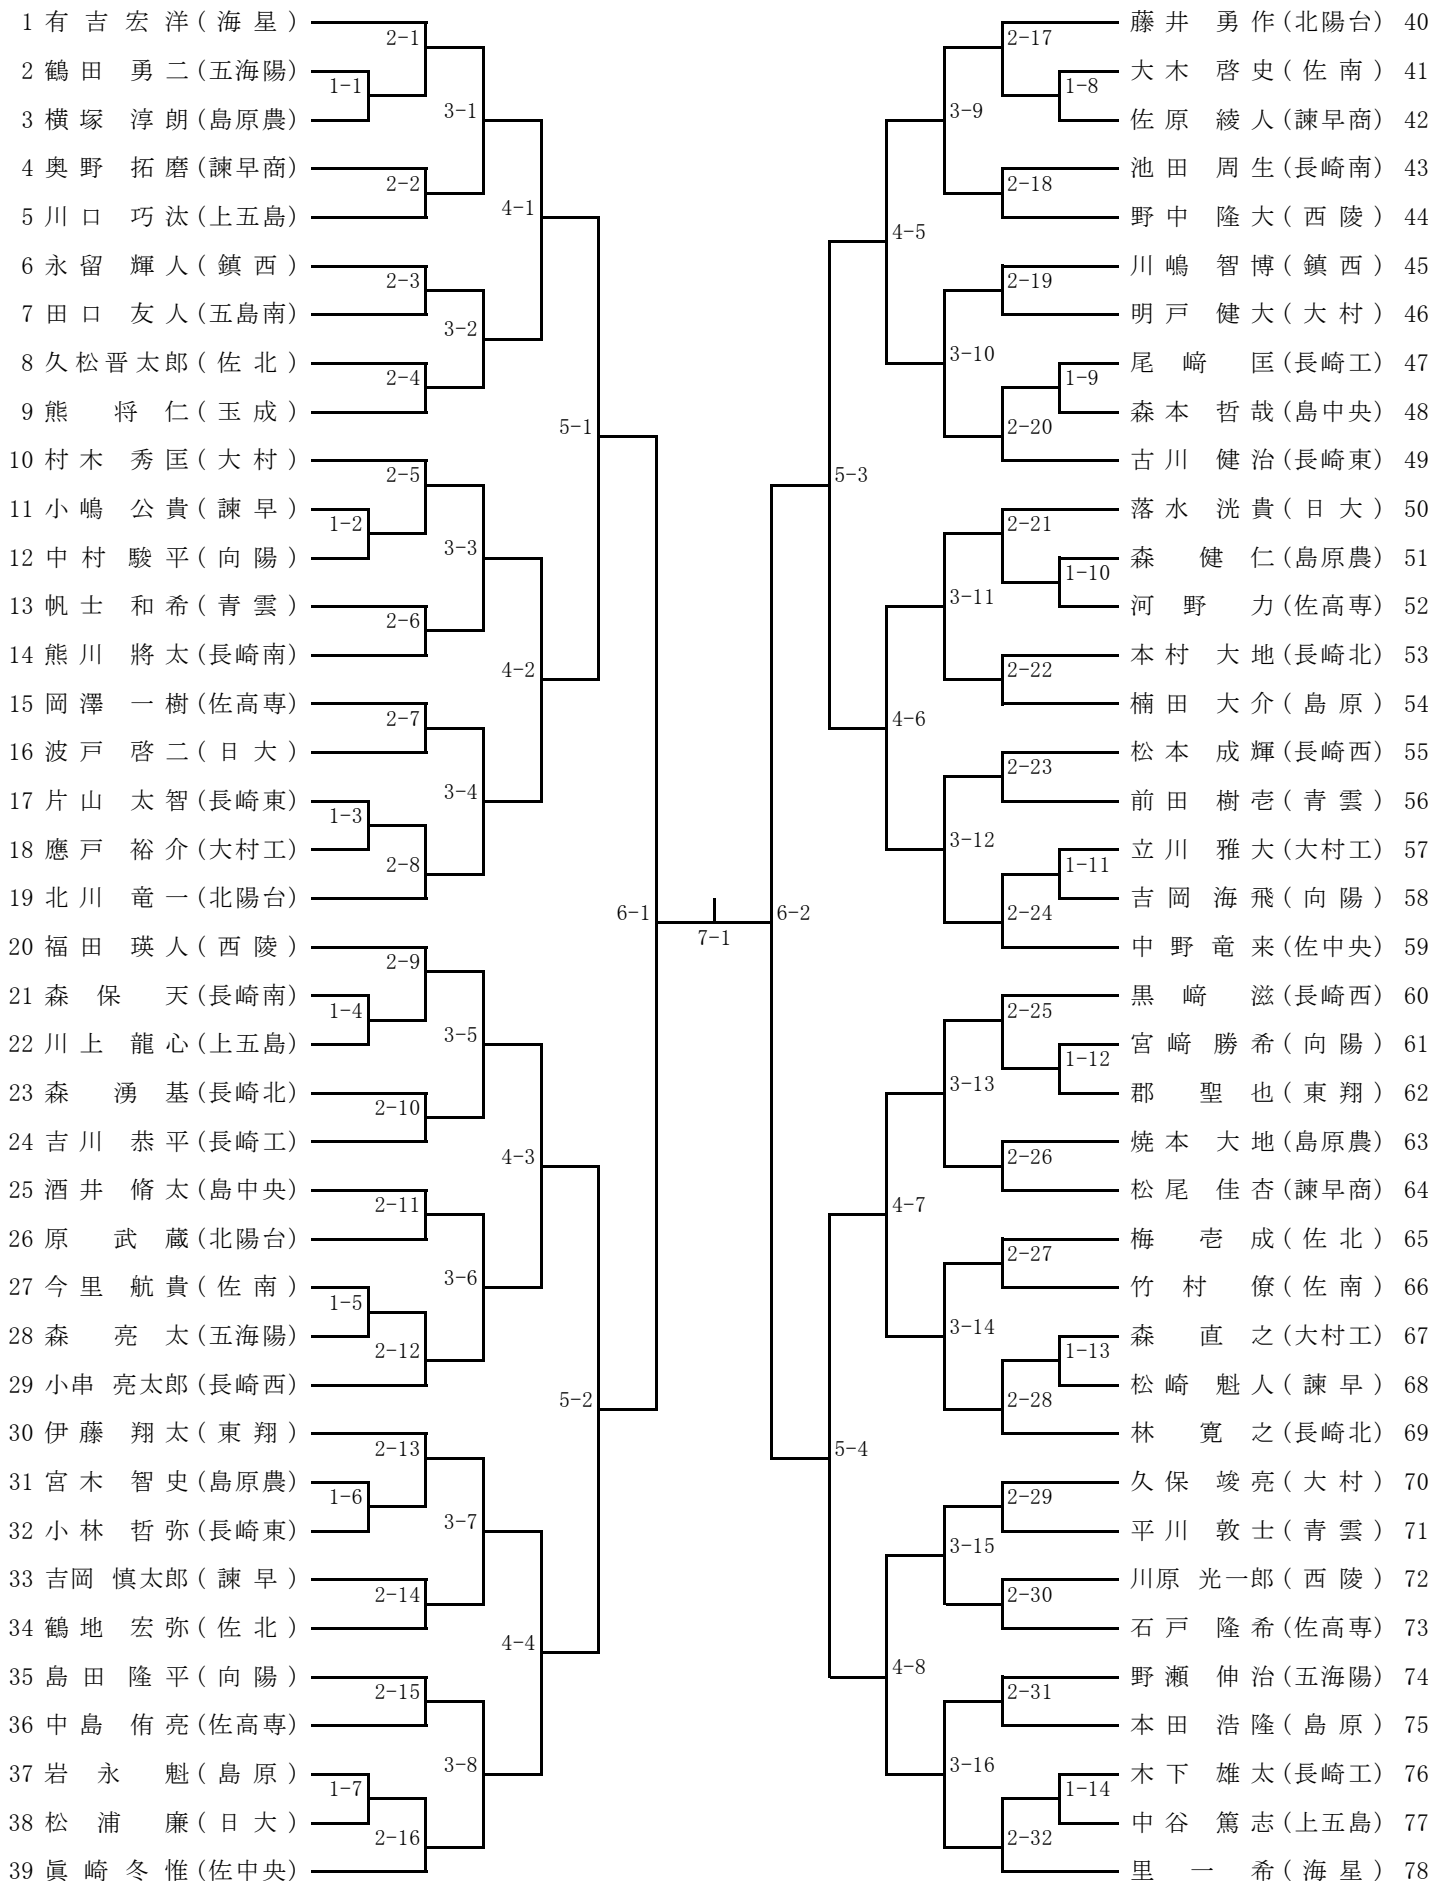 1 有吉宏洋(海星)
2 鶴田 勇二(五海陽)
3 横塚 淳朗(島原農)
4 奥野 拓磨(諫早商)
5 川口 巧汰(上五島)
6 永留 輝人(鎮西)
7 田口 友人(五島南)
8 久松晋太郎(佐北)
9 熊 将仁(玉成)
10 村木 秀匡(大村)
11 小嶋 公貴(諫早)
12 中村 駿平(向陽)
13 帆士 和希(青雲)
14 熊川 將太(長崎南)
15 岡澤 一樹(佐高専)
16 波戸 啓二(日大)
17 片山 太智(長崎東)
18 應戸 裕介(大村工)
19 北川 竜一(北陽台)
20 福田 瑛人(西陵)
21 森保 天(長崎南)
22 川上 龍心(上五島)
23 森 湧基(長崎北)
24 吉川 恭平(長崎工)
25 酒井 脩太(島中央)
26 原 武蔵(北陽台)
27 今里 航貴(佐南)
28 森 亮太(五海陽)
29 小串 亮太郎(長崎西)
30 伊藤 翔太(東翔)
31 宮木 智史(島原農)
32 小林 哲弥(長崎東)
33 吉岡 慎太郎(諫早)
34 鶴地 宏弥(佐北)
35 島田 隆平(向陽)
36 中島 侑亮(佐高専)
37 岩永 魁(島原)
38 松浦 廉(日大)
39 眞崎冬惟(佐中央)
1-1
1-2
1-3
1-4
1-5
1-6
1-7
2-1
2-2
2-3
2-4
2-5
2-6
2-7
2-8
2-9
2-10
2-11
2-12
2-13
2-14
2-15
2-16
3-1
3-2
3-3
3-4
3-5
3-6
3-7
3-8
4-1
4-2
4-3
4-4
5-1
5-2
6-1
7-1
6-2
5-3
5-4
4-5
4-6
4-7
4-8
3-9
3-10
3-11
3-12
3-13
3-14
3-15
3-16
2-17
2-18
2-19
2-20
2-21
2-22
2-23
2-24
2-25
2-26
2-27
2-28
2-29
2-30
2-31
2-32
1-8
1-9
1-10
1-11
1-12
1-13
1-14
藤井 勇作(北陽台) 40
大木 啓史(佐南) 41
佐原 綾人(諫早商) 42
池田 周生(長崎南) 43
野中 隆大(西陵) 44
川嶋 智博(鎮西) 45
明戸 健大(大村) 46
尾﨑 匡(長崎工) 47
森本 哲哉(島中央) 48
古川 健治(長崎東) 49
落水 洸貴(日大) 50
森 健仁(島原農) 51
河野 力(佐高専) 52
本村 大地(長崎北) 53
楠田 大介(島原) 54
松本 成輝(長崎西) 55
前田 樹壱(青雲) 56
立川 雅大(大村工) 57
吉岡 海飛(向陽) 58
中野竜来(佐中央) 59
黒﨑 滋(長崎西) 60
宮﨑 勝希(向陽) 61
郡 聖也(東翔) 62
焼本 大地(島原農) 63
松尾 佳杏(諫早商) 64
梅 壱成(佐北) 65
竹村 僚(佐南) 66
森 直之(大村工) 67
松崎 魁人(諫早) 68
林 寛之(長崎北) 69
久保 竣亮(大村) 70
平川 敦士(青雲) 71
川原 光一郎(西陵) 72
石戸 隆希(佐高専) 73
野瀬 伸治(五海陽) 74
本田 浩隆(島原) 75
木下 雄太(長崎工) 76
中谷 篤志(上五島) 77
里 一希(海星) 78